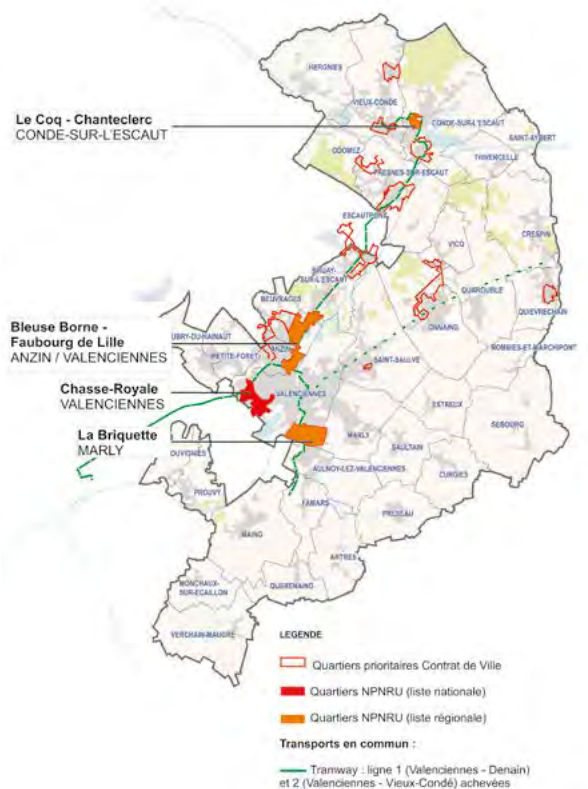 HERGNIES
VIEUX-CONDE
Le Coq - Chanteclerc
CONDE-SUR-L'ESCAUT
CONDE-SUR-L'ESCAUT
SAINT-AYBERT
ODOMEZ
THIVENCELLE
FRESNES-SUR-ESCAUT
ESCAUTPONT
CRESPIN
VICQ
BRUAY-
SUR-L'ESCAUT
QUAROUBLE
BEUVRAGES
QUIEVRECHAIN
ONNAING
Bleuse Borne -
Faubourg de Lille
ANZIN / VALENCIENNES
AUBRY-DU-HAINAUT
ANZIN
ROMBIES-ET-MARCHIPONT
PETITE-FORET
SAINT-SAULVE
Chasse-Royale
VALENCIENNES
VALENCIENNES
ESTREUX
SEBOURG
La Briquette
MARLY
MARLY
SAULTAIN
ROUVIGNIES
AULNOY-LEZ-VALENCIENNES
CURGIES
PROUVY
FAMARS
PRESEAU
MAING
ARTRES
MONCHAUX-
SUR-ECAILLON
QUERENAING
VERCHAIN-MAUGRE
LEGENDE
Quartiers prioritaires Contrat de Ville
Quartiers NPNRU (liste nationale)
Quartiers NPNRU (liste régionale)
Transports en commun :
Tramway : ligne 1 (Valenciennes - Denain)
et 2 (Valenciennes - Vieux-Condé) achevées